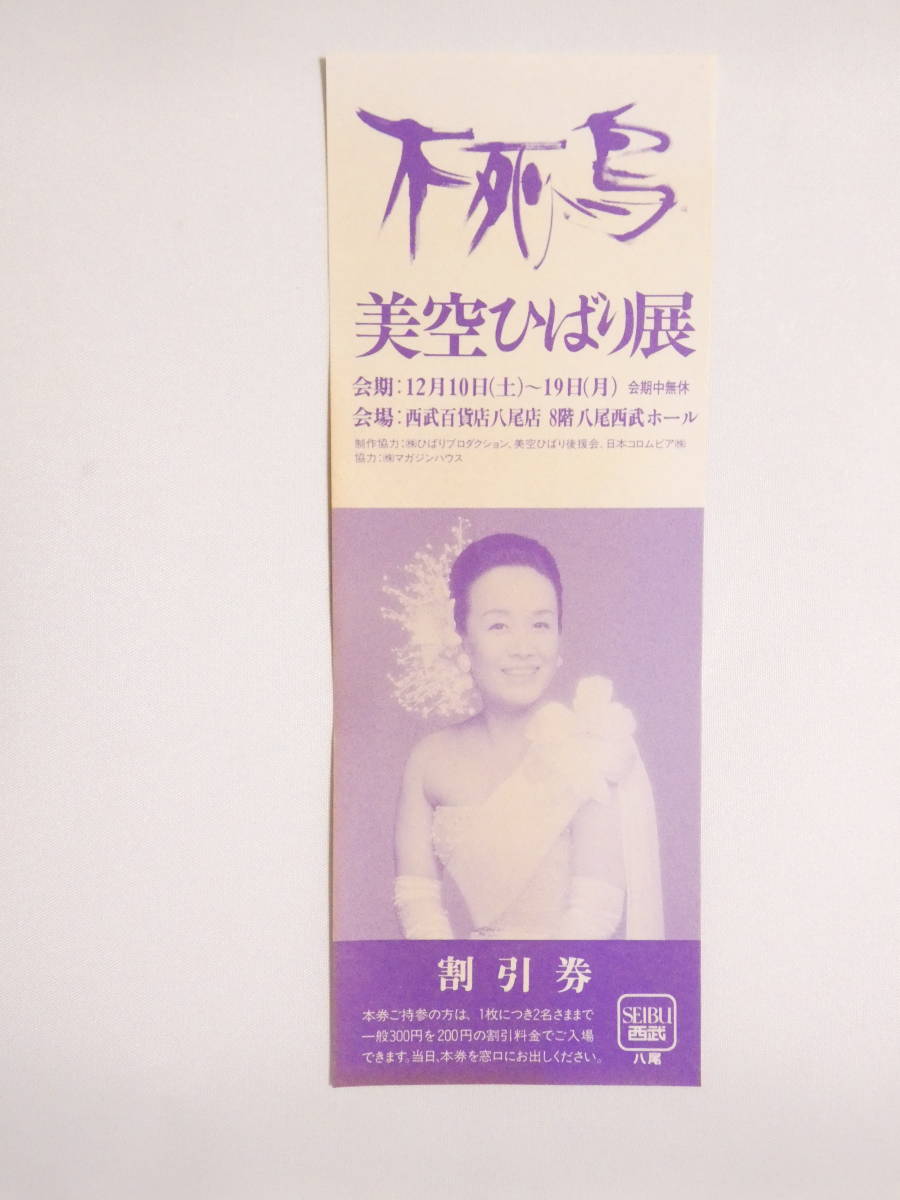 不死鳥
美空ひばり展
会期：12月10日(土)～19日(月) 会期中無休
会場：西武百貨店八尾店 8階 八尾西武ホール
制作協力：㈱ひばりプロダクション、美空ひばり後援会、日本コロムビア㈱
協力：㈱マガジンハウス
割引券
本券ご持参の方は、1枚につき2名さままで
一般300円を200円の割引料金でご入場
できます。当日、本券を窓口にお出しください。
SEIBU
西武
八尾